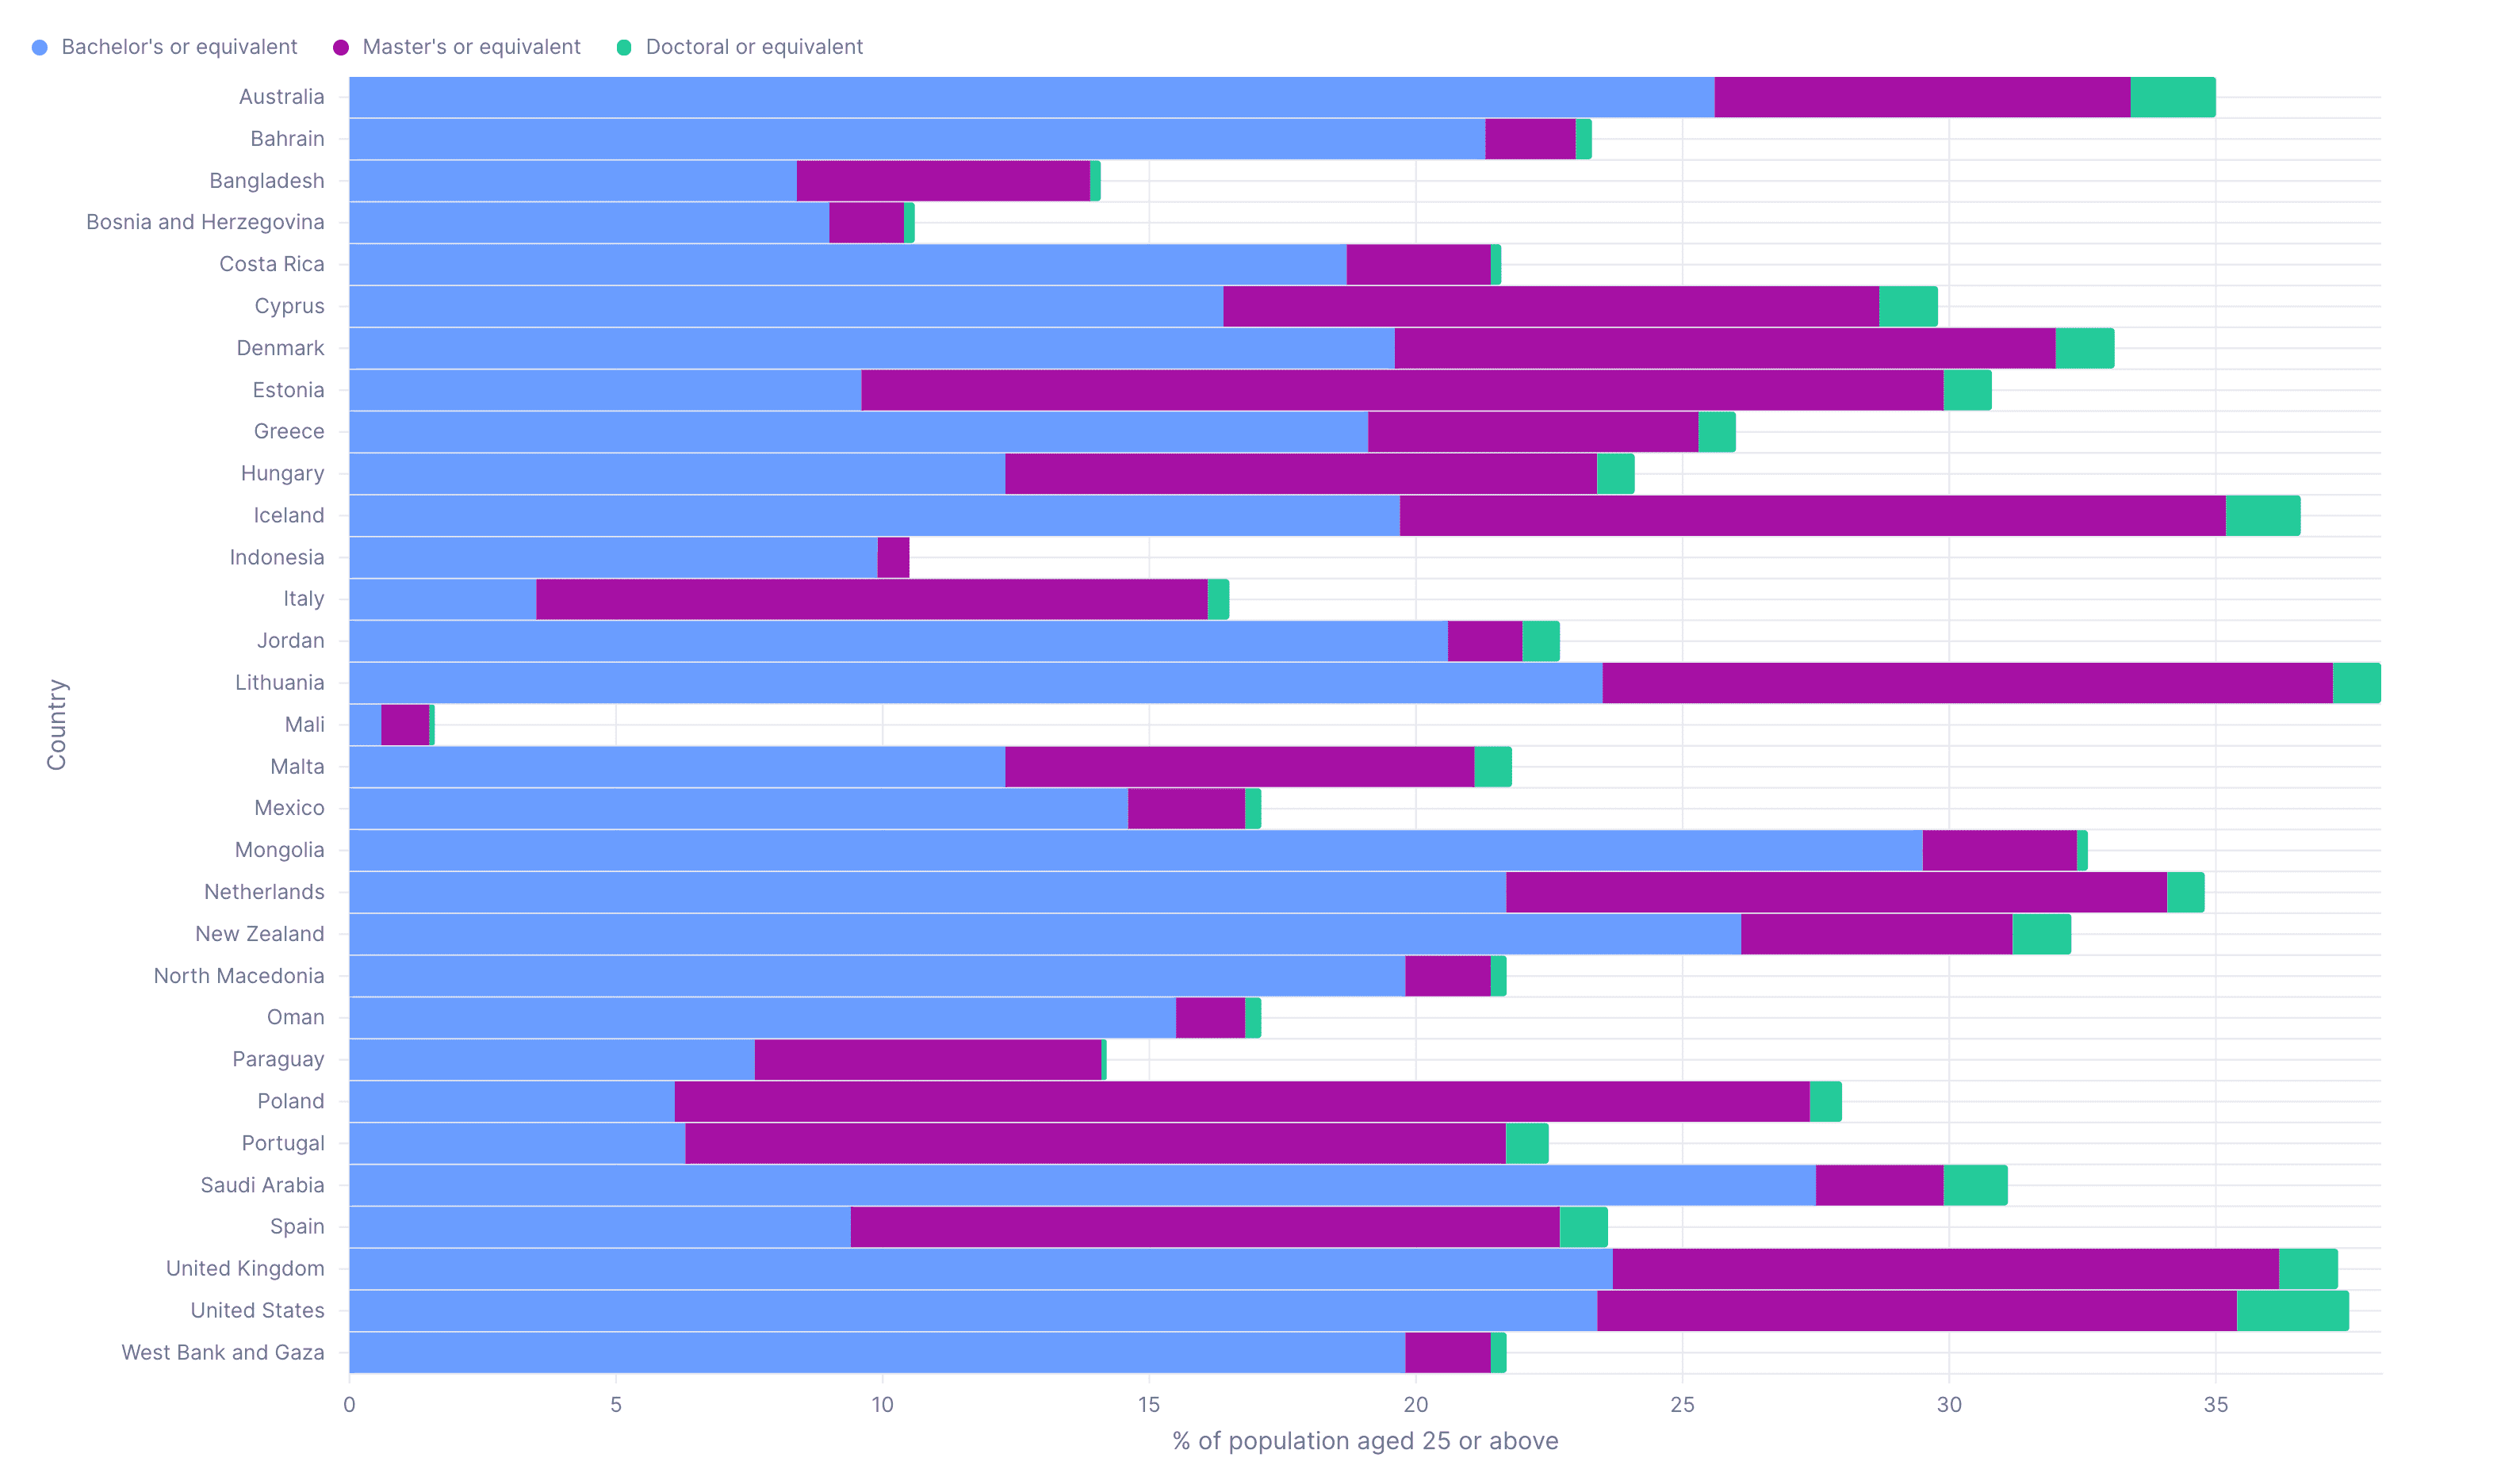 Bachelor's or equivalent Master's or equivalent Doctoral or equivalent
Country
Australia
Bahrain
Bangladesh
Bosnia and Herzegovina
Costa Rica
Cyprus
Denmark
Estonia
Greece
Hungary
Iceland
Indonesia
Italy
Jordan
Lithuania
Mali
Malta
Mexico
Mongolia
Netherlands
New Zealand
North Macedonia
Oman
Paraguay
Poland
Portugal
Saudi Arabia
Spain
United Kingdom
United States
West Bank and Gaza
0 5 10 15 20 25 30 35
% of population aged 25 or above